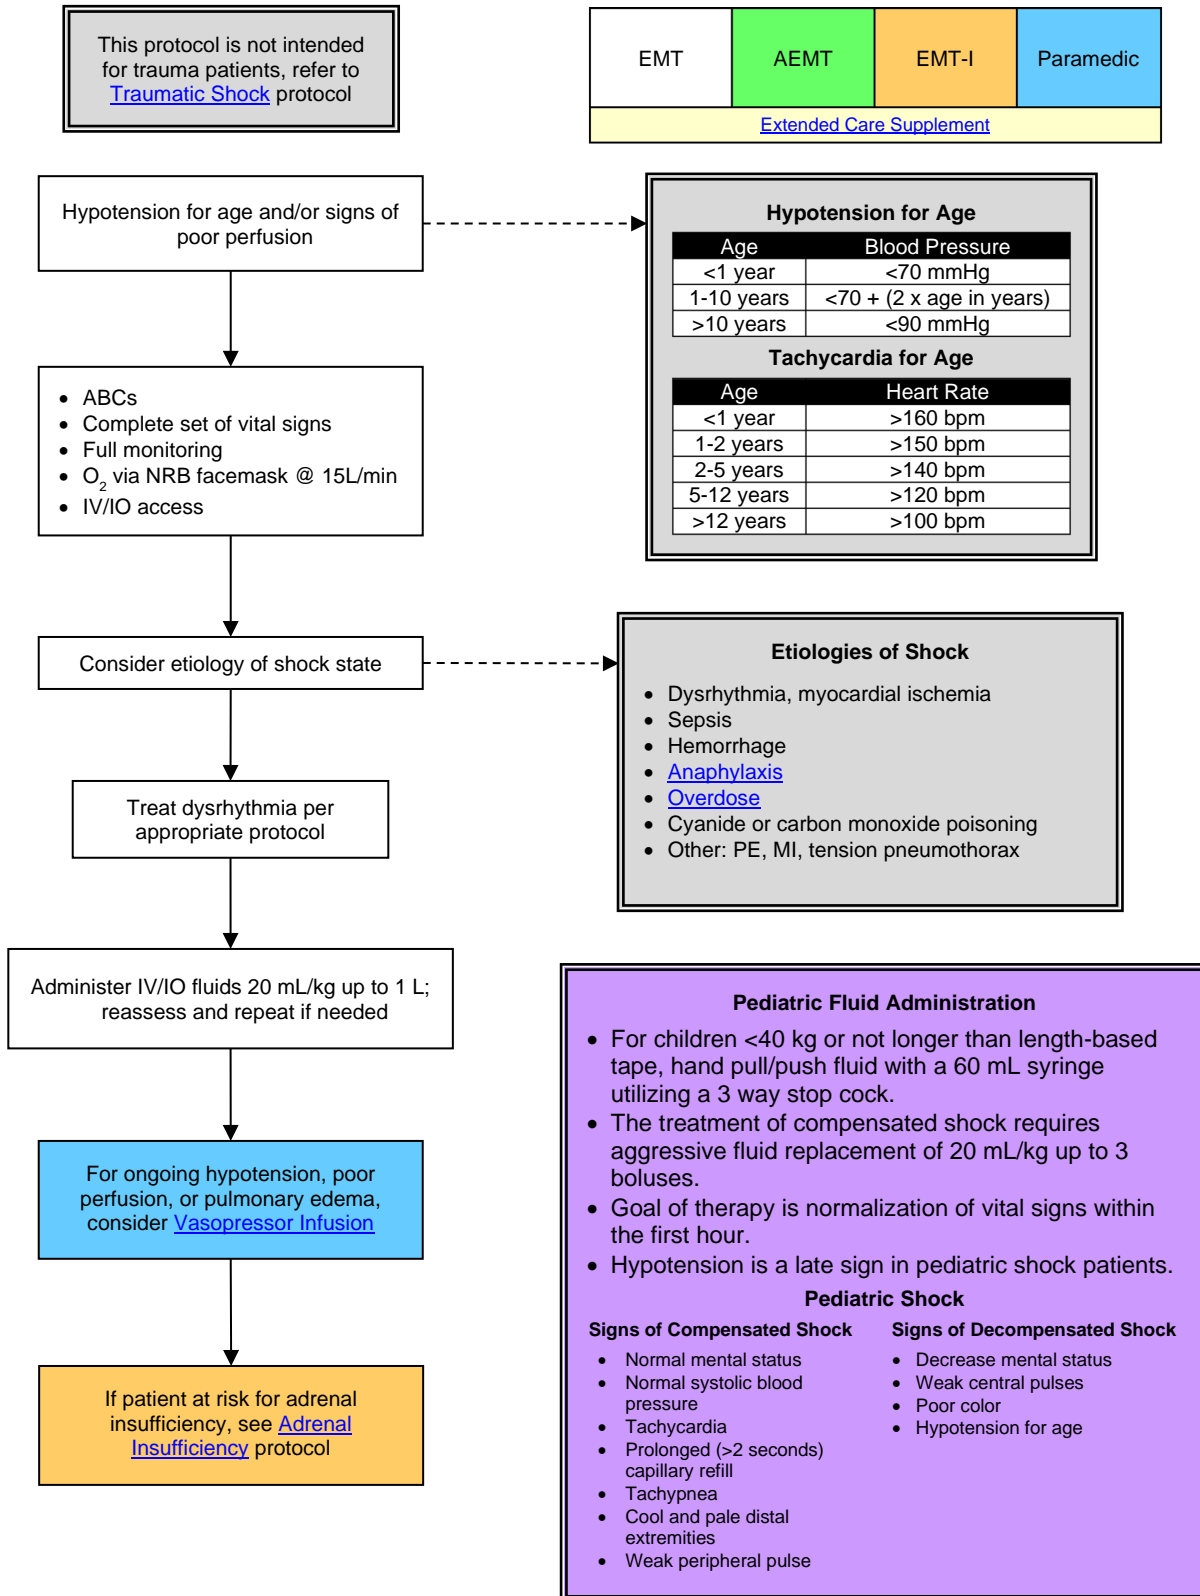 This protocol is not intended
for trauma patients, refer to
Traumatic Shock protocol
EMT AEMT EMT-I Paramedic
Extended Care Supplement
Hypotension for age and/or signs of
poor perfusion
Hypotension for Age
Age Blood Pressure
<1 year <70 mmHg
1-10 years <70 + (2 x age in years)
>10 years <90 mmHg
Tachycardia for Age
Age Heart Rate
<1 year >160 bpm
1-2 years >150 bpm
2-5 years >140 bpm
5-12 years >120 bpm
>12 years >100 bpm
• ABCs
• Complete set of vital signs
• Full monitoring
• O2 via NRB facemask @ 15L/min
• IV/IO access
Consider etiology of shock state
Etiologies of Shock
• Dysrhythmia, myocardial ischemia
• Sepsis
• Hemorrhage
• Anaphylaxis
• Overdose
• Cyanide or carbon monoxide poisoning
• Other: PE, MI, tension pneumothorax
Treat dysrhythmia per
appropriate protocol
Administer IV/IO fluids 20 mL/kg up to 1 L;
reassess and repeat if needed
For ongoing hypotension, poor
perfusion, or pulmonary edema,
consider Vasopressor Infusion
If patient at risk for adrenal
insufficiency, see Adrenal
Insufficiency protocol
Pediatric Fluid Administration
• For children <40 kg or not longer than length-based
tape, hand pull/push fluid with a 60 mL syringe
utilizing a 3 way stop cock.
• The treatment of compensated shock requires
aggressive fluid replacement of 20 mL/kg up to 3
boluses.
• Goal of therapy is normalization of vital signs within
the first hour.
• Hypotension is a late sign in pediatric shock patients.
Pediatric Shock
Signs of Compensated Shock
• Normal mental status
• Normal systolic blood
pressure
• Tachycardia
• Prolonged (>2 seconds)
capillary refill
• Tachypnea
• Cool and pale distal
extremities
• Weak peripheral pulse
Signs of Decompensated Shock
• Decrease mental status
• Weak central pulses
• Poor color
• Hypotension for age